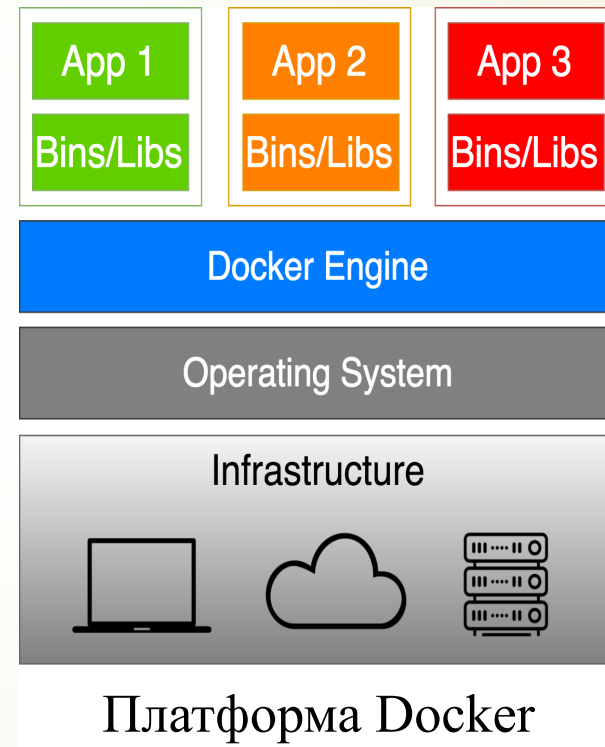 App 1
App 2
App 3
Bins/Libs
Bins/Libs
Bins/Libs
Docker Engine
Operating System
Infrastructure
Платформа Docker